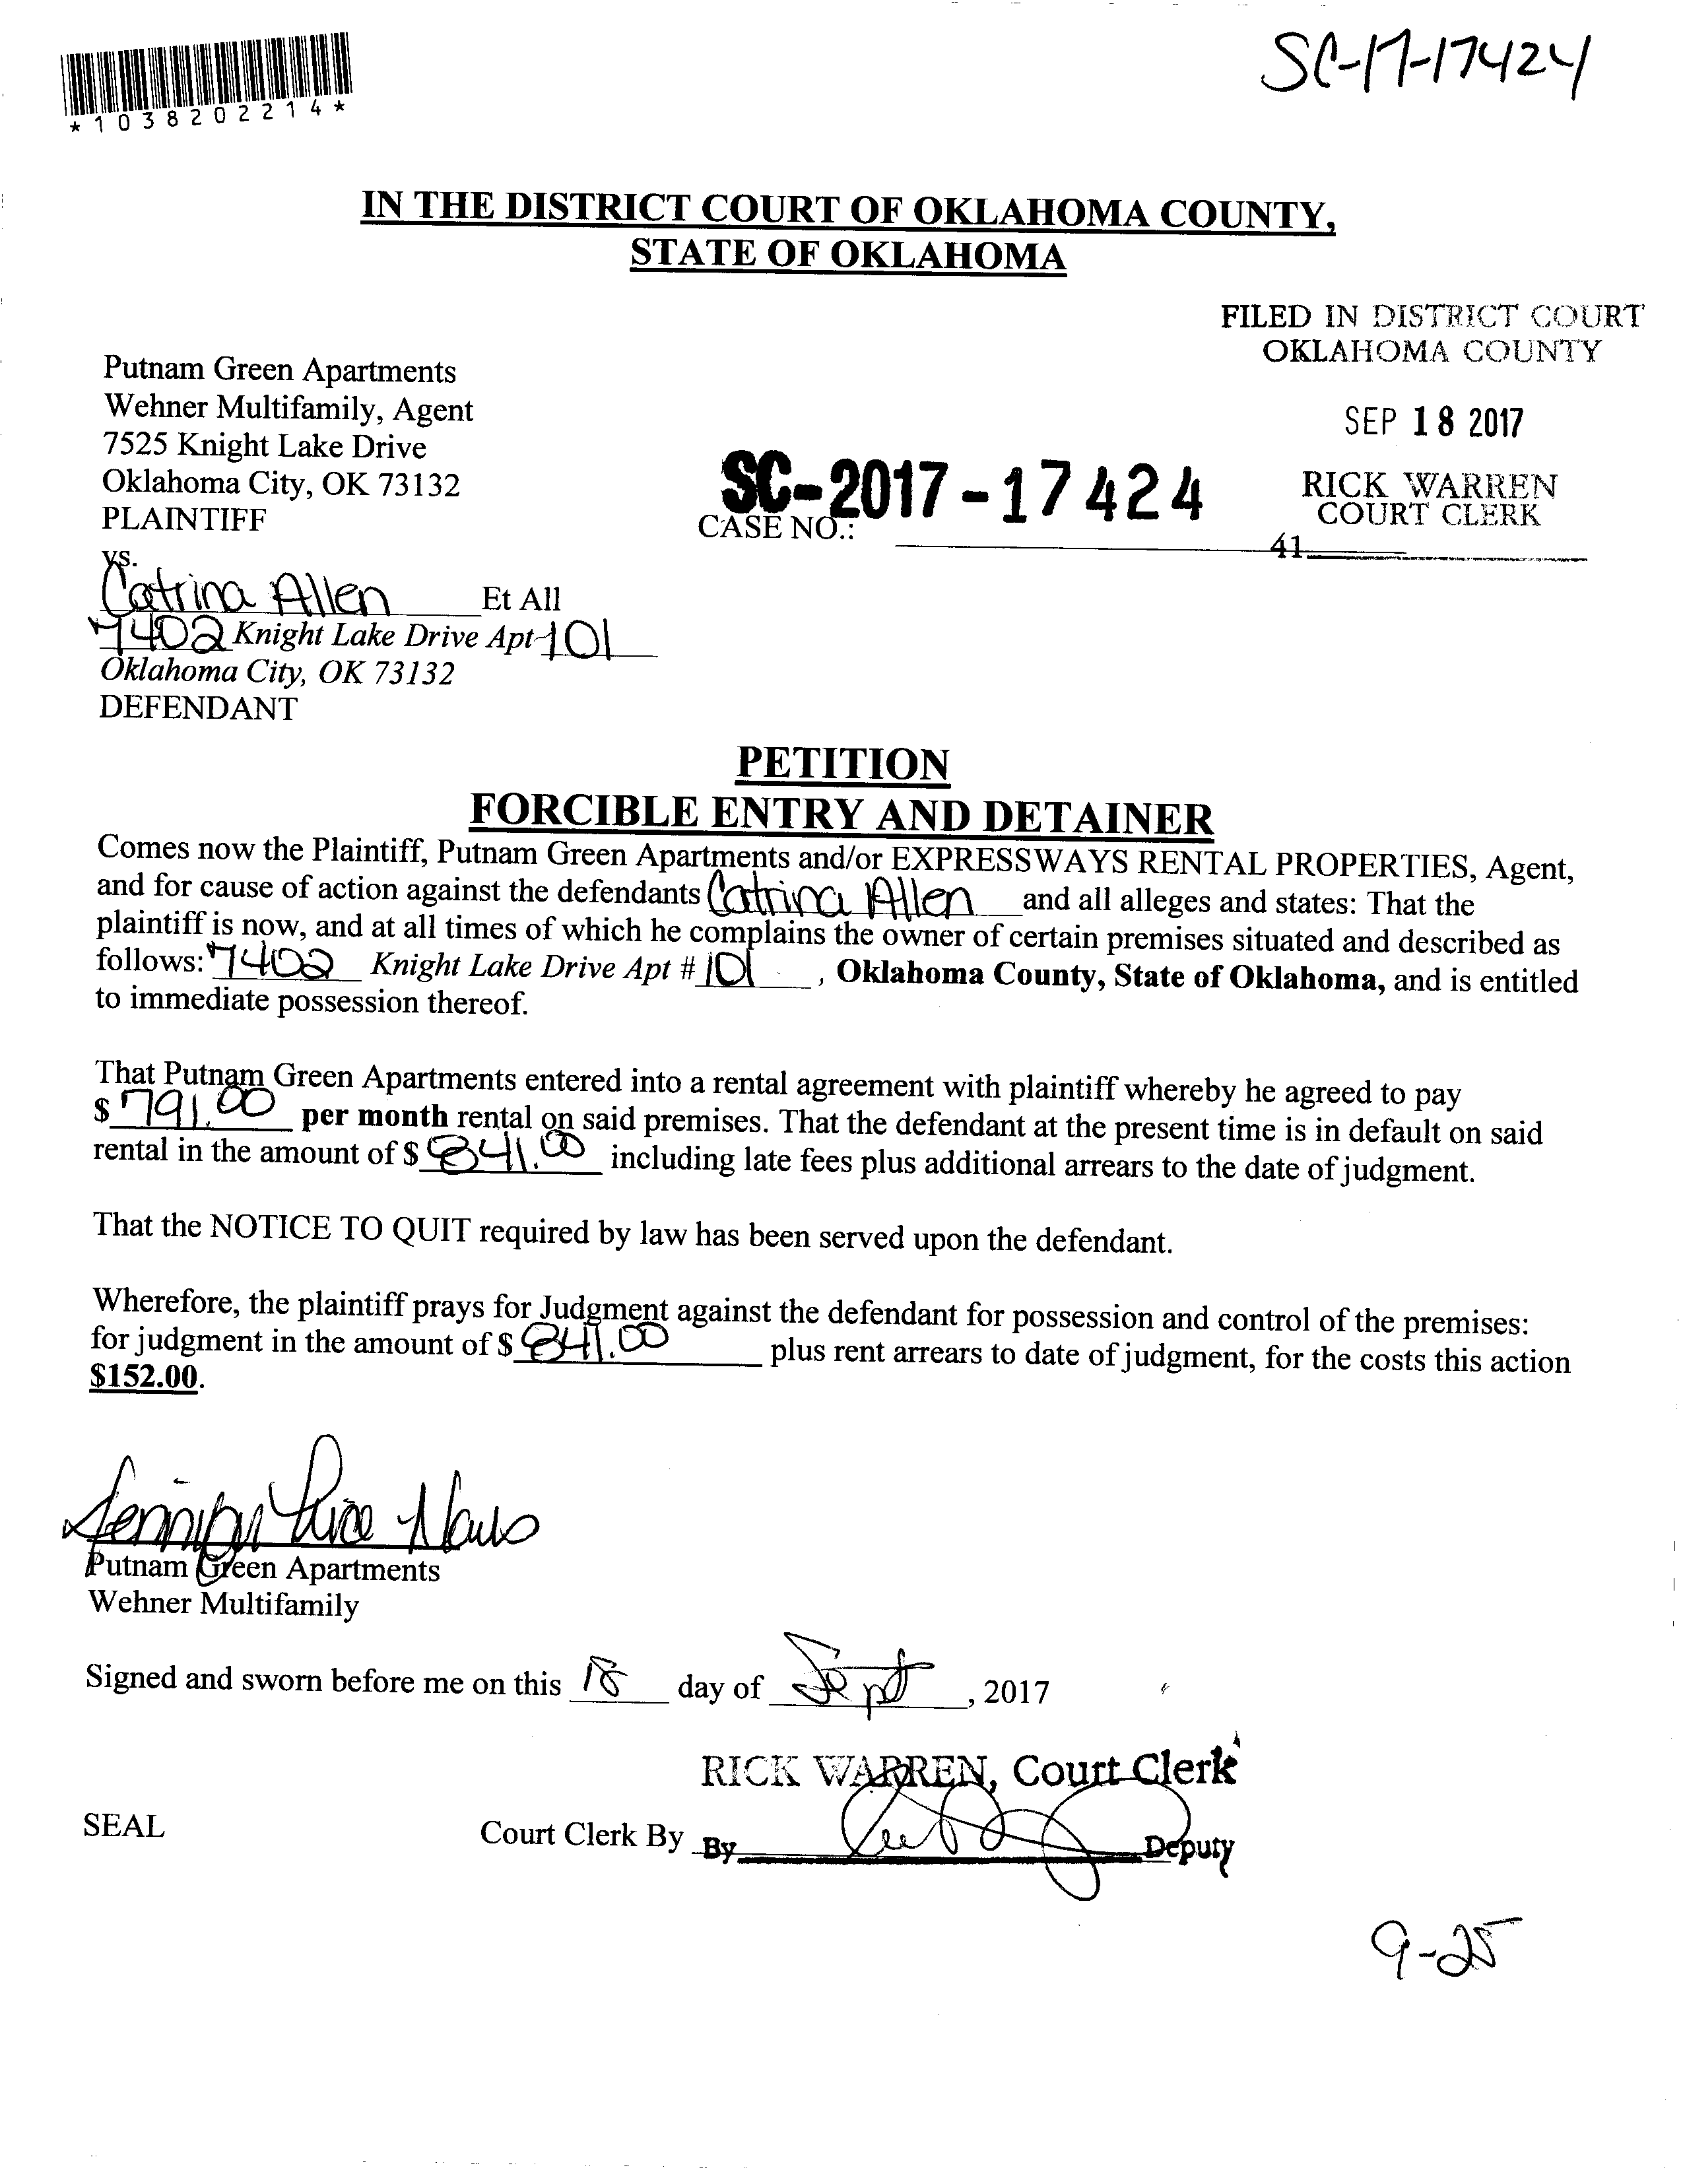 SC-17-17424
*1038202214*
IN THE DISTRICT COURT OF OKLAHOMA COUNTY,
STATE OF OKLAHOMA
FILED IN DISTRICT COURT
OKLAHOMA COUNTY
SEP 18 2017
RICK WARREN
COURT CLERK
41
Putnam Green Apartments
Wehner Multifamily, Agent
7525 Knight Lake Drive
Oklahoma City, OK 73132
PLAINTIFF
SC-2017-17424
CASE NO.:
vs.
Catrina Allen Et All
7402 Knight Lake Drive Apt 101
Oklahoma City, OK 73132
DEFENDANT
PETITION
FORCIBLE ENTRY AND DETAINER
Comes now the Plaintiff, Putnam Green Apartments and/or EXPRESSWAYS RENTAL PROPERTIES, Agent,
and for cause of action against the defendants Catrina Allen and all alleges and states: That the
plaintiff is now, and at all times of which he complains the owner of certain premises situated and described as
follows: 7402 Knight Lake Drive Apt # 101 , Oklahoma County, State of Oklahoma, and is entitled
to immediate possession thereof.
That Putnam Green Apartments entered into a rental agreement with plaintiff whereby he agreed to pay
$ 791.00 per month rental on said premises. That the defendant at the present time is in default on said
rental in the amount of $ 841.00 including late fees plus additional arrears to the date of judgment.
That the NOTICE TO QUIT required by law has been served upon the defendant.
Wherefore, the plaintiff prays for Judgment against the defendant for possession and control of the premises:
for judgment in the amount of $ 841.00 plus rent arrears to date of judgment, for the costs this action
$152.00.
Putnam Green Apartments
Wehner Multifamily
Signed and sworn before me on this 18 day of Sept, 2017
RICK WARREN, Court Clerk
SEAL Court Clerk By By Deputy
9-25